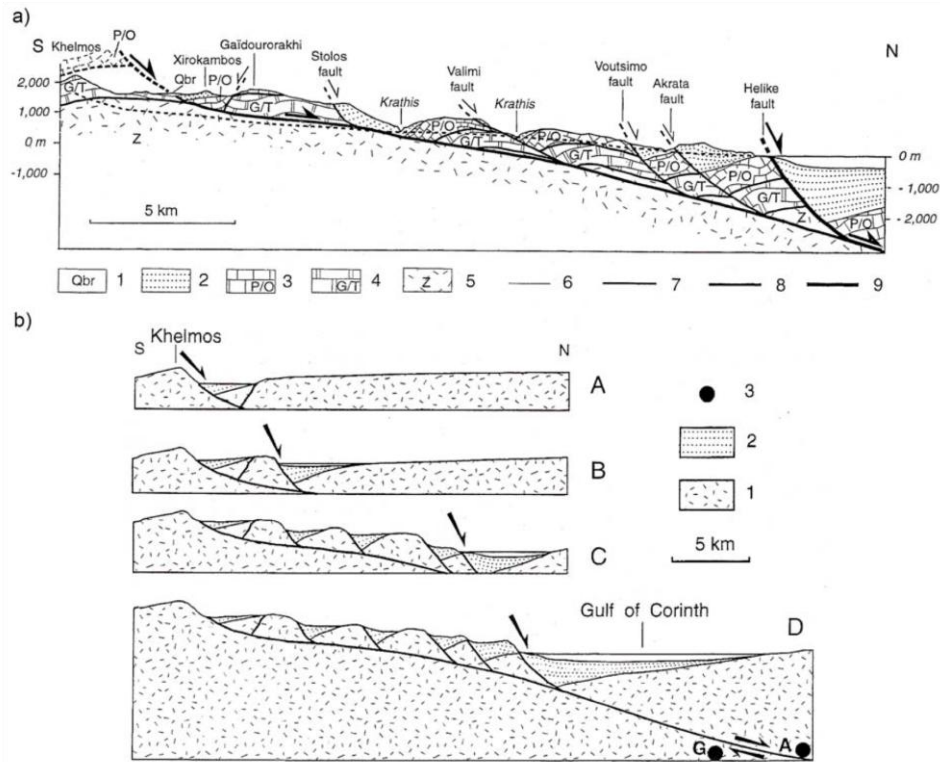 a)
S
N
Khelmos
P/O
Xirokambos
Qbr
P/O
Gaïdourorakhi
Stolos
fault
Krathis
Valimi
fault
Krathis
Voutsimo
fault
Akrata
fault
Helike
fault
2,000
1,000
0 m
-1,000
0 m
- 1,000
- 2,000
G/T
G/T
P/O
G/T
P/O
G/T
P/O
G/T
P/O
G/T
Z
P/O
Z
5 km
Qbr 1
2
P/O 3
G/T 4
Z 5
6
7
8
9
b)
Khelmos
S
N
A
B
C
3
2
1
5 km
Gulf of Corinth
D
G
A